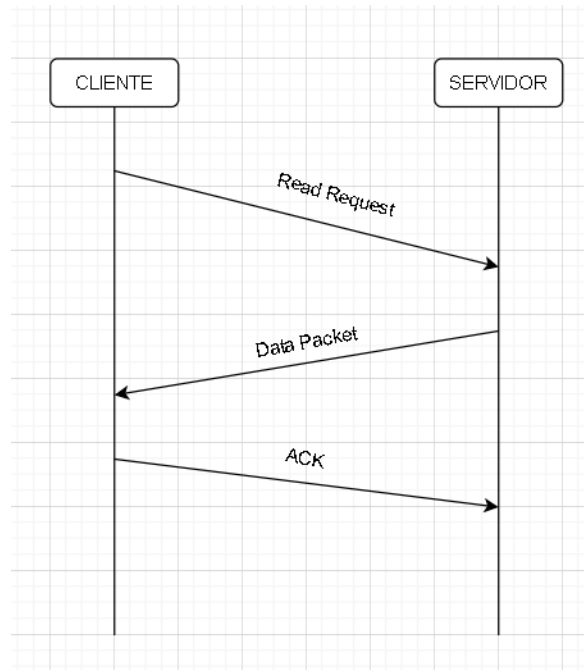 CLIENTE
SERVIDOR
Read Request
Data Packet
ACK